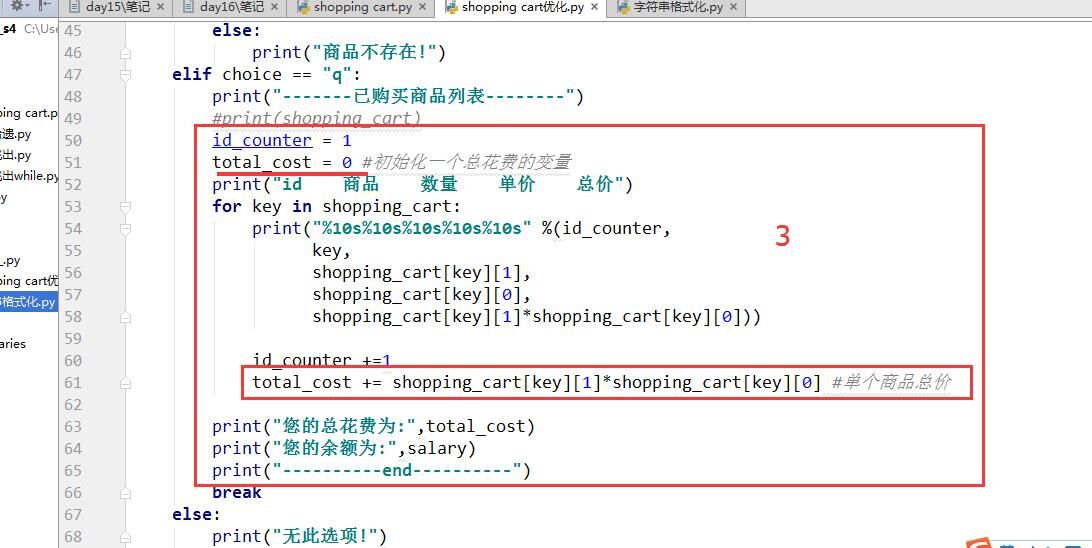 day15\笔记 × day16\笔记 × shopping cart.py × shopping cart优化.py × 字符串格式化.py ×
_s4 C:\Use
ping cart.p
出.py
出while.py
y
_.py
ping cart优
格式化.py
aries
45 else:
46 print("商品不存在!")
47 elif choice == "q":
48 print("-------已购买商品列表--------")
49 #print(shopping_cart)
50 id_counter = 1
51 total_cost = 0 #初始化一个总花费的变量
52 print("id    商品    数量    单价    总价")
53 for key in shopping_cart:
54 print("%10s%10s%10s%10s%10s" %(id_counter,
3
55 key,
56 shopping_cart[key][1],
57 shopping_cart[key][0],
58 shopping_cart[key][1]*shopping_cart[key][0]))
59
60 id_counter +=1
61 total_cost += shopping_cart[key][1]*shopping_cart[key][0] #单个商品总价
62
63 print("您的总花费为:",total_cost)
64 print("您的余额为:",salary)
65 print("----------end----------")
66 break
67 else:
68 print("无此选项!")